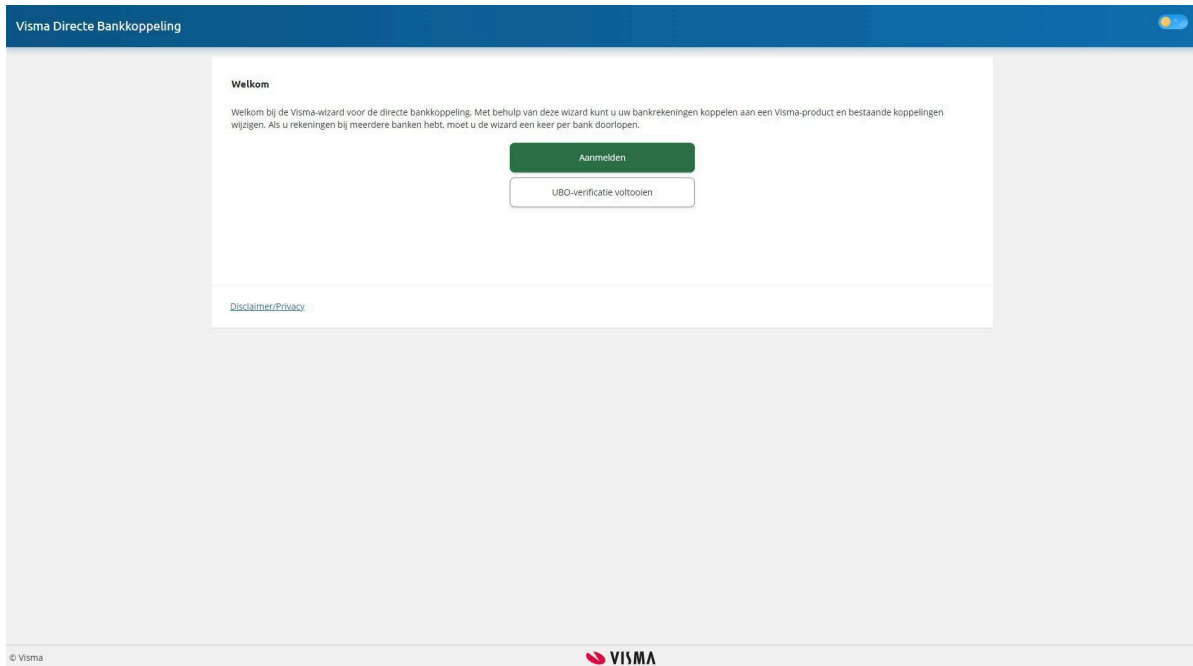 Visma Directe Bankkoppeling
Welkom
Welkom bij de Visma-wizard voor de directe bankkoppeling. Met behulp van deze wizard kunt u uw bankrekeningen koppelen aan een Visma-product en bestaande koppelingen
wijzigen. Als u rekeningen bij meerdere banken hebt, moet u de wizard een keer per bank doorlopen.
Aanmelden
UBO-verificatie voltooien
Disclaimer/Privacy
© Visma
VISMA